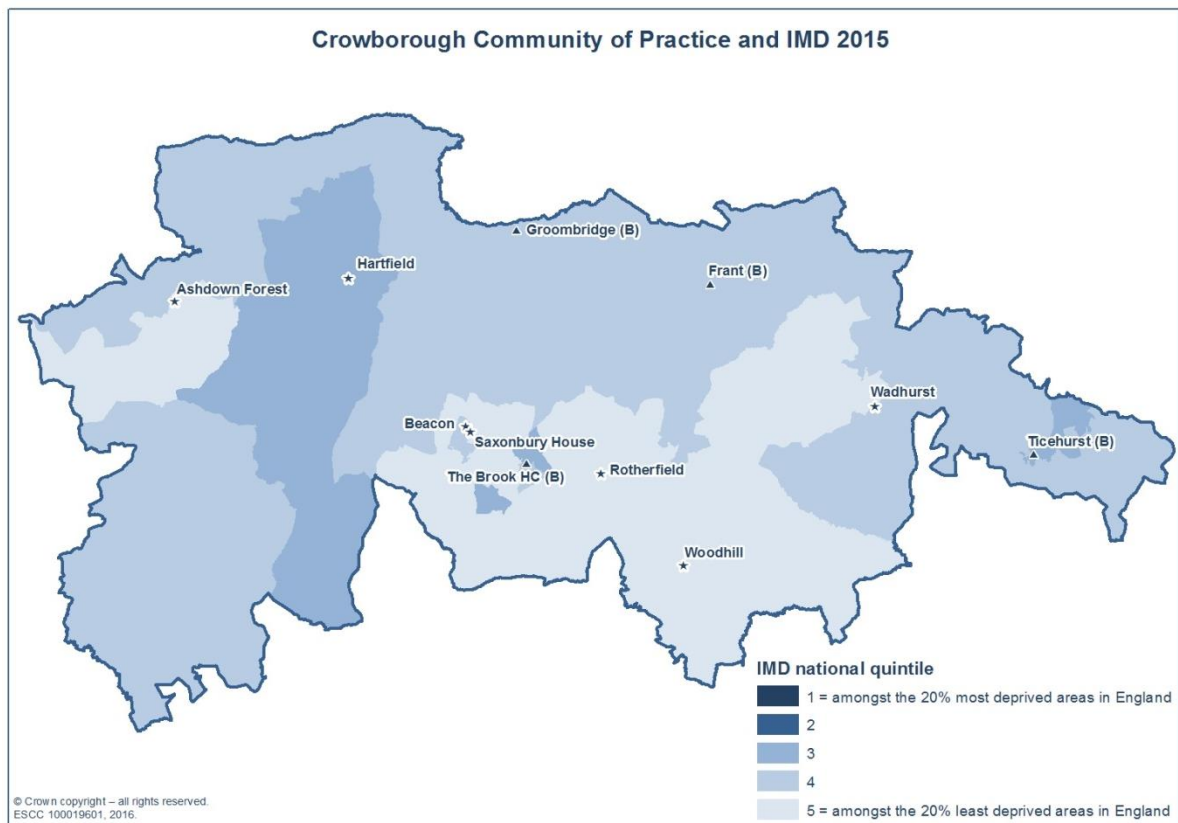 Crowborough Community of Practice and IMD 2015
Groombridge (B)
Frant (B)
Hartfield
Ashdown Forest
Wadhurst
Beacon
Saxonbury House
Ticehurst (B)
The Brook HC (B)
Rotherfield
Woodhill
IMD national quintile
1 = amongst the 20% most deprived areas in England
2
3
4
5 = amongst the 20% least deprived areas in England
© Crown copyright – all rights reserved.
ESCC 100019601, 2016.